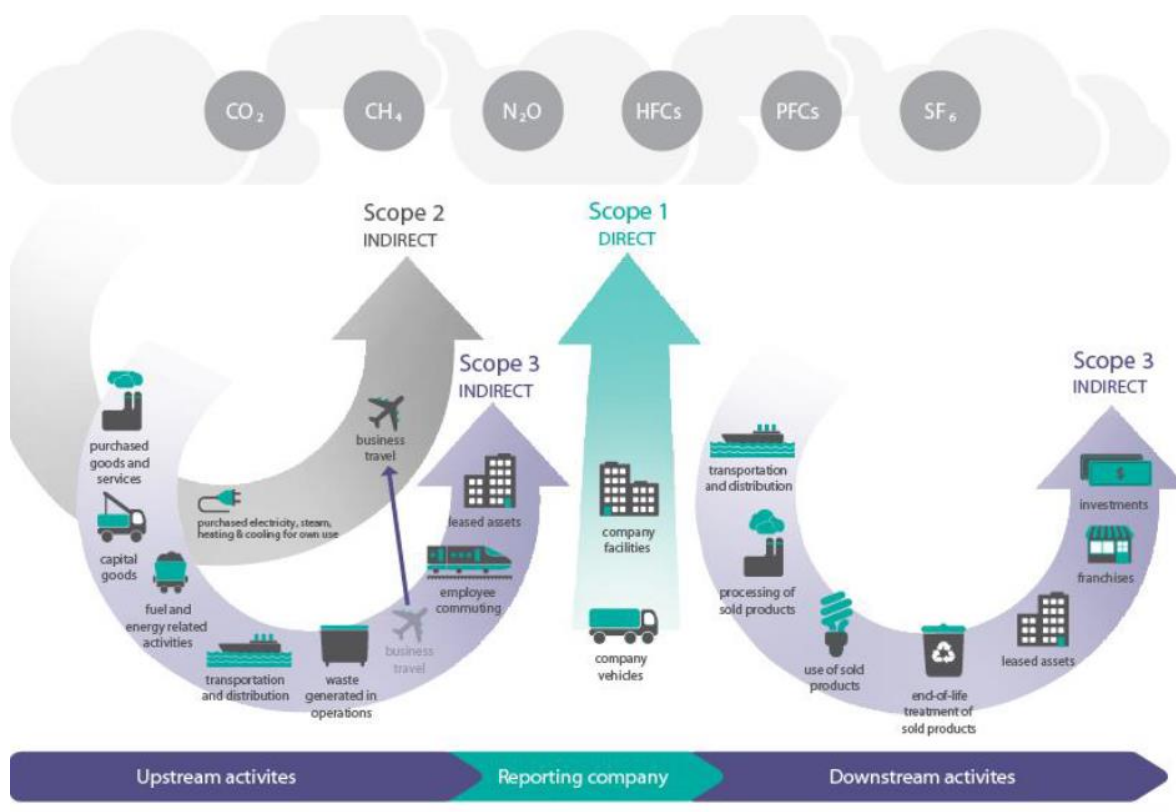 CO₂
CH₄
N₂O
HFCs
PFCs
SF₆
Scope 2
INDIRECT
Scope 1
DIRECT
Scope 3
INDIRECT
Scope 3
INDIRECT
purchased
goods and
services
capital
goods
fuel and
energy related
activities
purchased electricity, steam,
heating & cooling for own use
business
travel
transportation
and distribution
waste
generated in
operations
business
travel
employee
commuting
leased assets
company
facilities
company
vehicles
transportation
and distribution
processing of
sold products
use of sold
products
end-of-life
treatment of
sold products
leased assets
franchises
investments
$
Upstream activites
Reporting company
Downstream activites